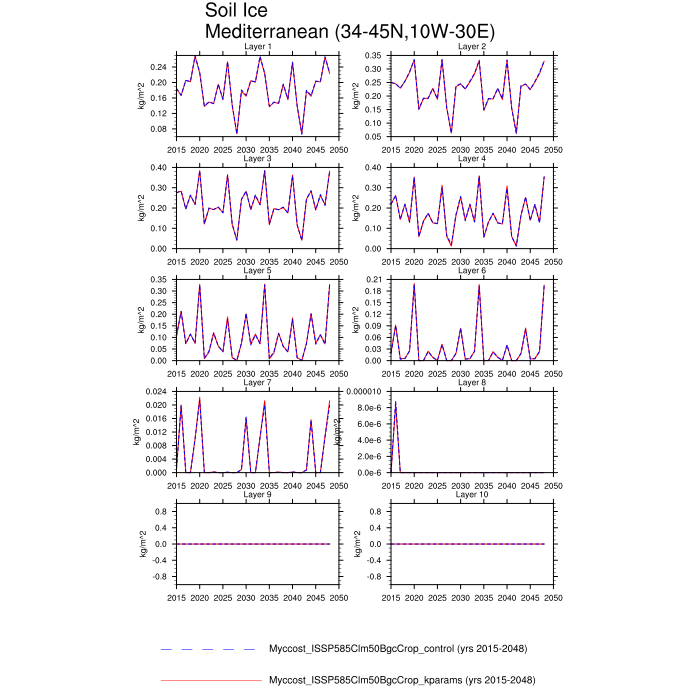 Soil Ice
Mediterranean (34-45N,10W-30E)
Layer 1
Layer 2
kg/m^2
0.24
0.20
0.16
0.12
0.08
2015 2020 2025 2030 2035 2040 2045 2050
kg/m^2
0.35
0.30
0.25
0.20
0.15
0.10
0.05
2015 2020 2025 2030 2035 2040 2045 2050
Layer 3
Layer 4
kg/m^2
0.40
0.30
0.20
0.10
0.00
2015 2020 2025 2030 2035 2040 2045 2050
kg/m^2
0.40
0.30
0.20
0.10
0.00
2015 2020 2025 2030 2035 2040 2045 2050
Layer 5
Layer 6
kg/m^2
0.35
0.30
0.25
0.20
0.15
0.10
0.05
0.00
2015 2020 2025 2030 2035 2040 2045 2050
kg/m^2
0.21
0.18
0.15
0.12
0.09
0.06
0.03
0.00
2015 2020 2025 2030 2035 2040 2045 2050
Layer 7
Layer 8
kg/m^2
0.024
0.020
0.016
0.012
0.008
0.004
0.000
2015 2020 2025 2030 2035 2040 2045 2050
kg/m^2
0.000010
8.0e-6
6.0e-6
4.0e-6
2.0e-6
0.0e-6
2015 2020 2025 2030 2035 2040 2045 2050
Layer 9
Layer 10
kg/m^2
0.8
0.4
0.0
-0.4
-0.8
2015 2020 2025 2030 2035 2040 2045 2050
kg/m^2
0.8
0.4
0.0
-0.4
-0.8
2015 2020 2025 2030 2035 2040 2045 2050
Myccost_ISSP585Clm50BgcCrop_control (yrs 2015-2048)
Myccost_ISSP585Clm50BgcCrop_kparams (yrs 2015-2048)